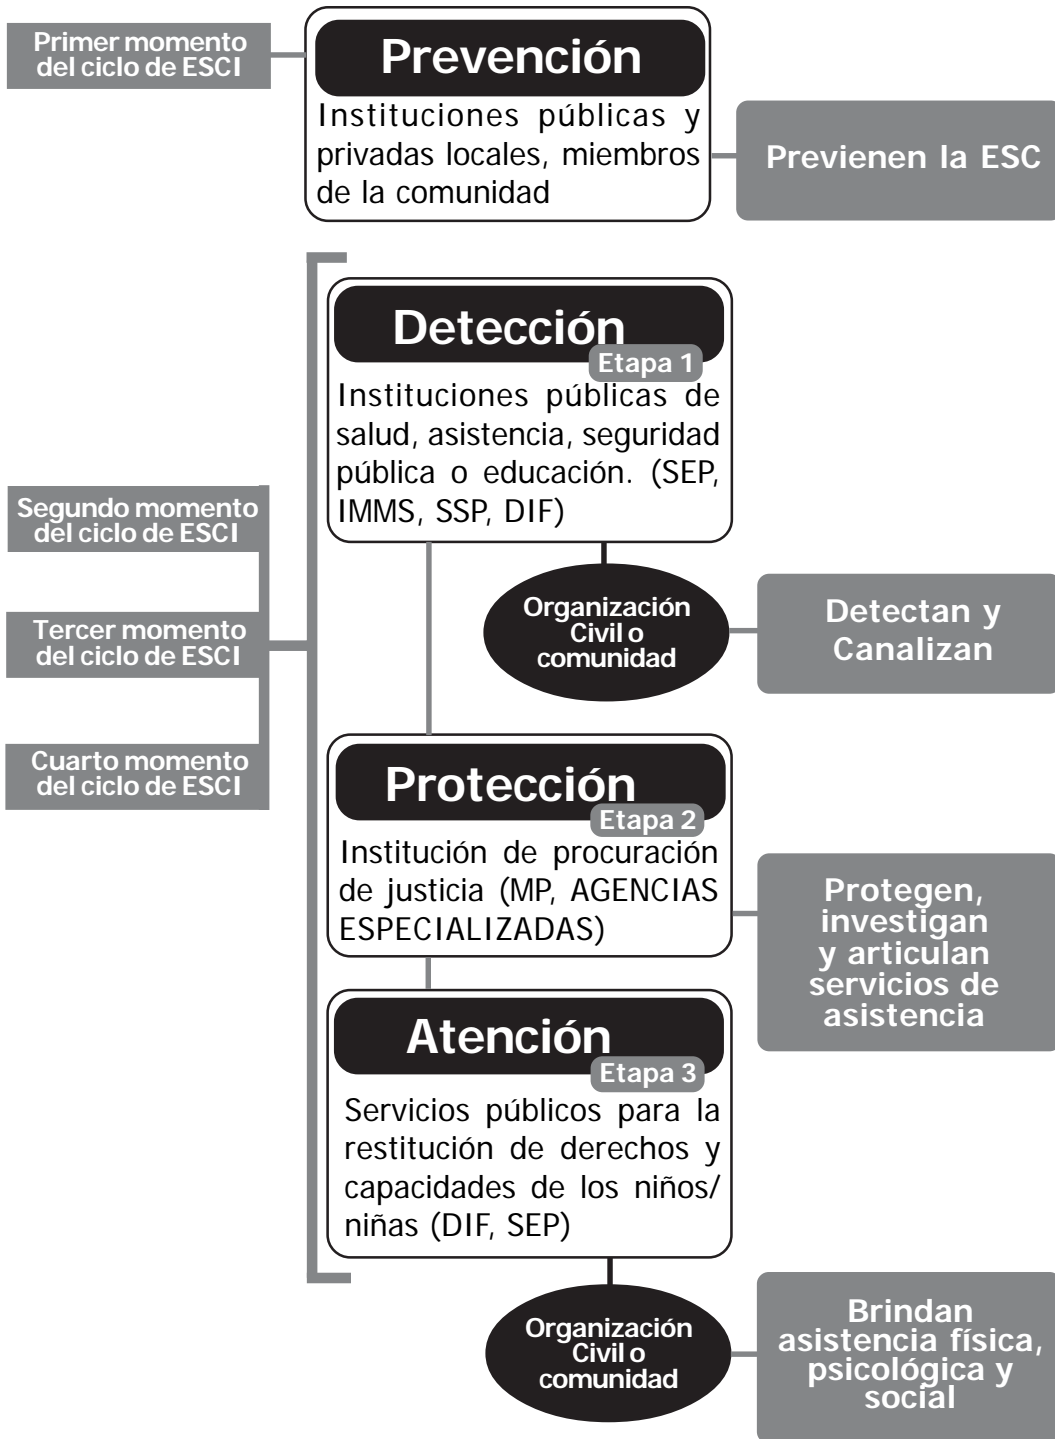 Primer momento
del ciclo de ESCI
Prevención
Instituciones públicas y
privadas locales, miembros
de la comunidad
Previenen la ESC
Detección
Etapa 1
Instituciones públicas de
salud, asistencia, seguridad
pública o educación. (SEP,
IMMS, SSP, DIF)
Segundo momento
del ciclo de ESCI
Tercer momento
del ciclo de ESCI
Cuarto momento
del ciclo de ESCI
Organización
Civil o
comunidad
Detectan y
Canalizan
Protección
Etapa 2
Institución de procuración
de justicia (MP, AGENCIAS
ESPECIALIZADAS)
Protegen,
investigan
y articulan
servicios de
asistencia
Atención
Etapa 3
Servicios públicos para la
restitución de derechos y
capacidades de los niños/
niñas (DIF, SEP)
Organización
Civil o
comunidad
Brindan
asistencia física,
psicológica y
social